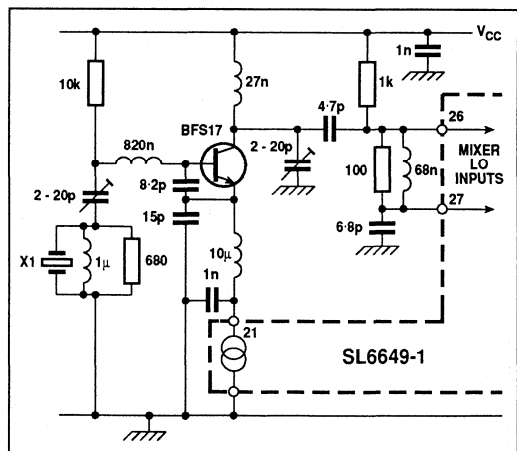 VCC
1n
10k
27n
1k
4·7p
BFS17
26
820n
MIXER
LO
INPUTS
2 - 20p
100
68n
8·2p
2 - 20p
27
15p
6·8p
X1
1μ
680
10μ
1n
21
SL6649-1